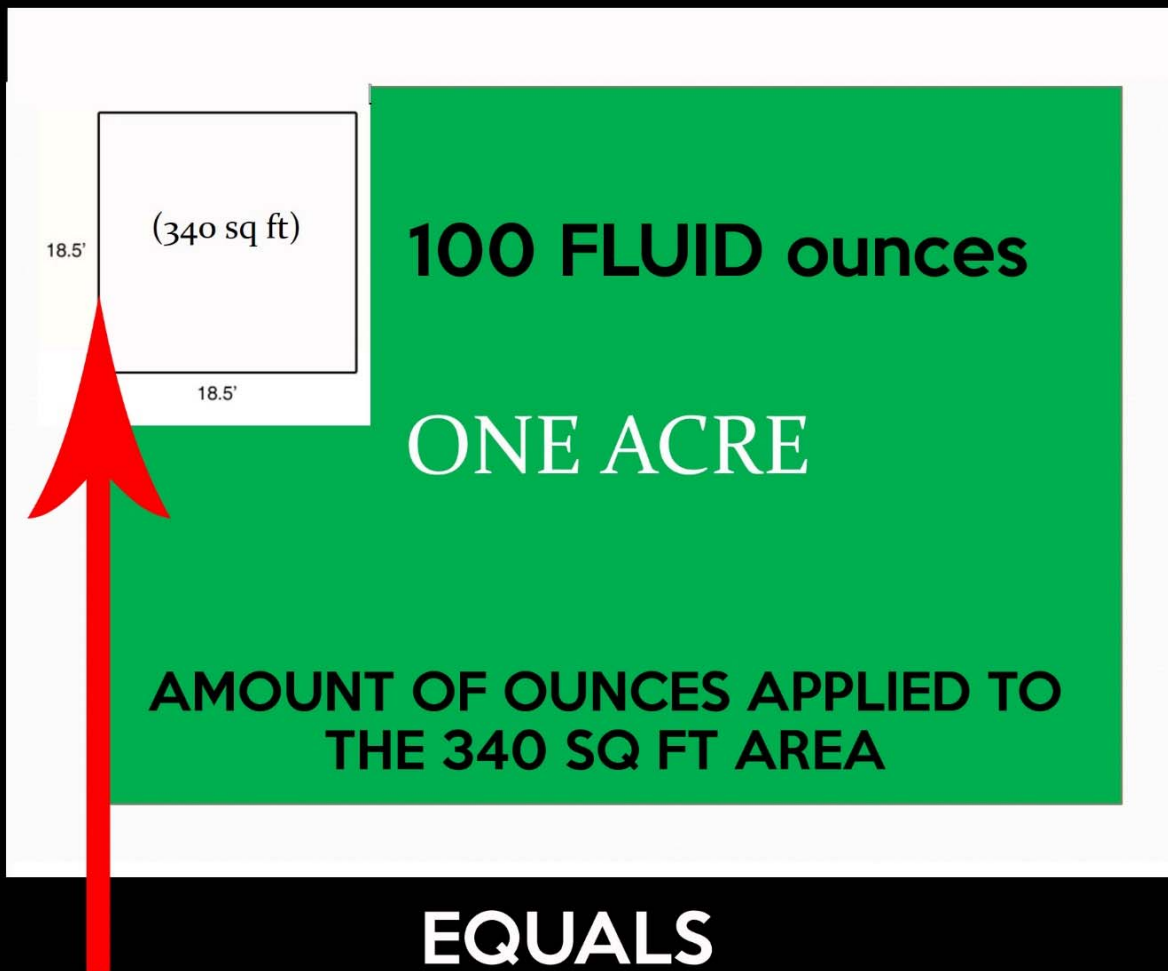 (340 sq ft)
18.5'
18.5'
100 FLUID ounces
ONE ACRE
AMOUNT OF OUNCES APPLIED TO
THE 340 SQ FT AREA
EQUALS